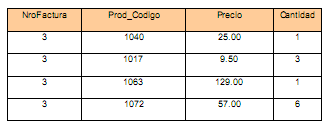 NroFactura Prod_Codigo Precio Cantidad
3 1040 25.00 1
3 1017 9.50 3
3 1063 129.00 1
3 1072 57.00 6